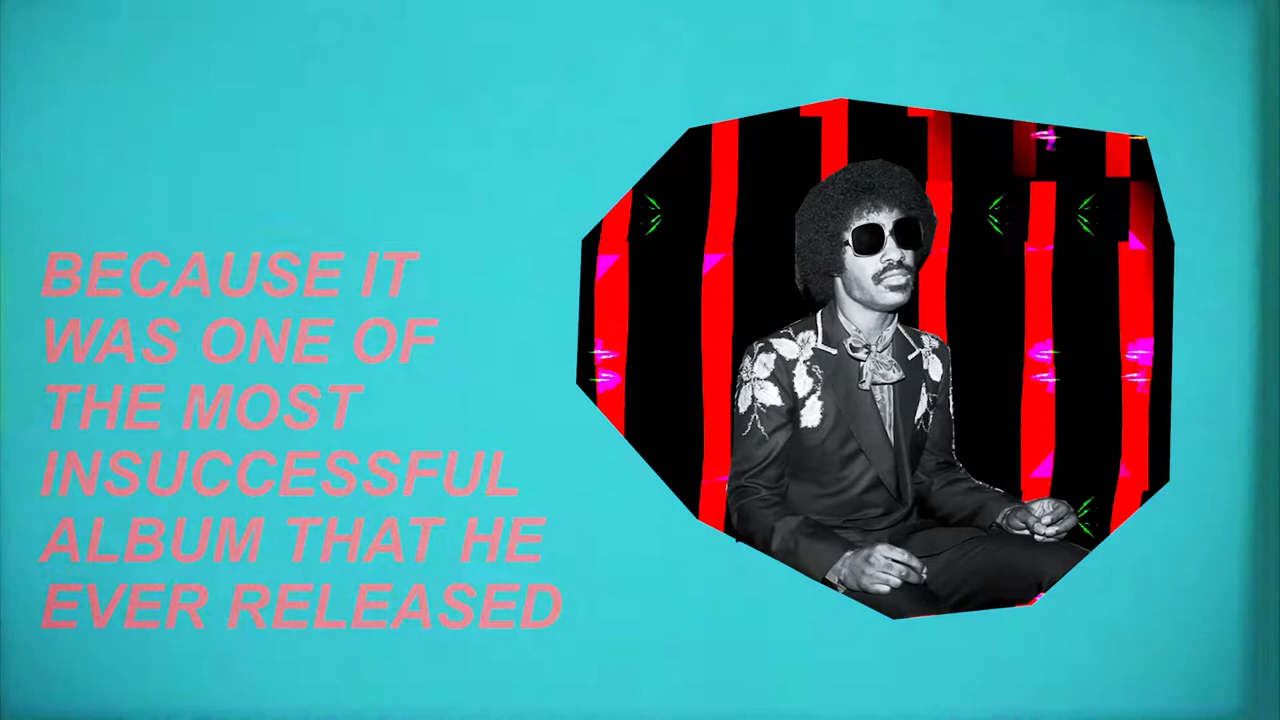 BECAUSE IT
WAS ONE OF
THE MOST
INSUCCESSFUL
ALBUM THAT HE
EVER RELEASED